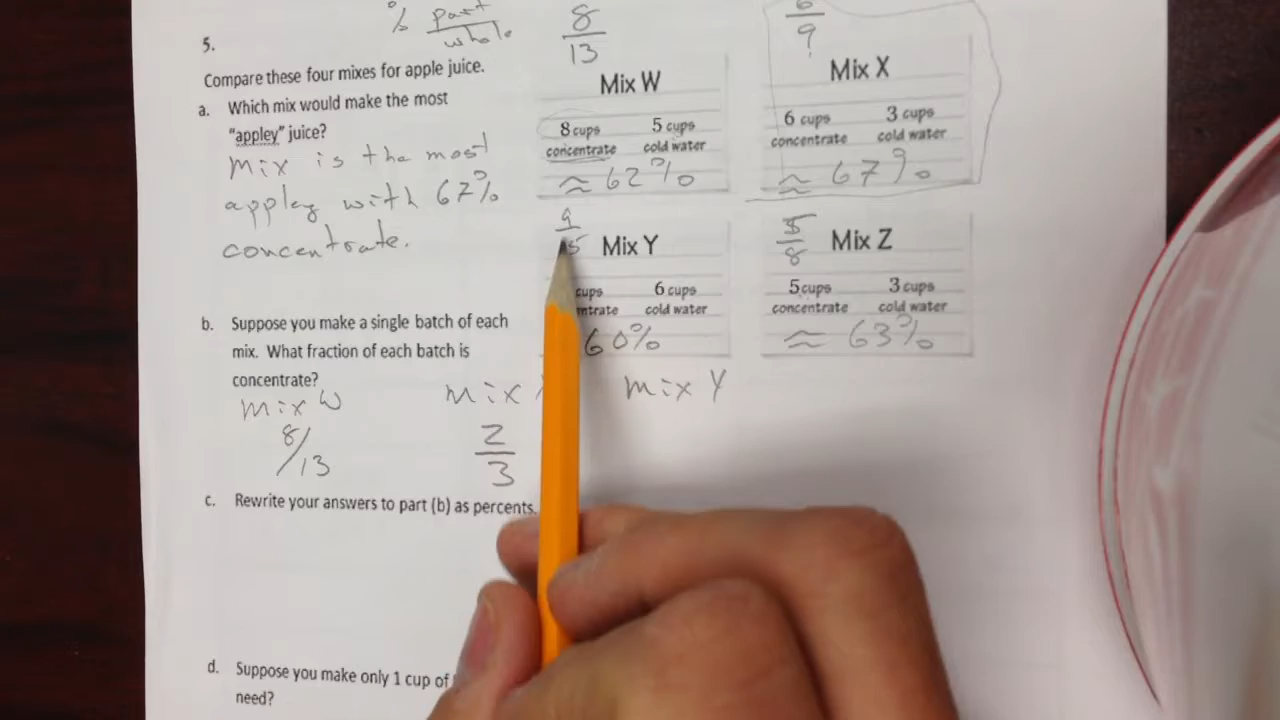 % part
whole
8
13
6
9
5.
Compare these four mixes for apple juice.
a. Which mix would make the most
"appley" juice?
Mix is the most
appley with 67%
concentrate.
Mix W
8 cups 5 cups
concentrate cold water
≈ 62%
Mix X
6 cups 3 cups
concentrate cold water
≈ 67%
9
Mix Y
cups 6 cups
cold water
60%
5
8
Mix Z
5 cups 3 cups
concentrate cold water
≈ 63%
b. Suppose you make a single batch of each
mix. What fraction of each batch is
concentrate?
Mix W Mix Mix Y
8/13
2
3
c. Rewrite your answers to part (b) as percents.
d. Suppose you make only 1 cup of
need?